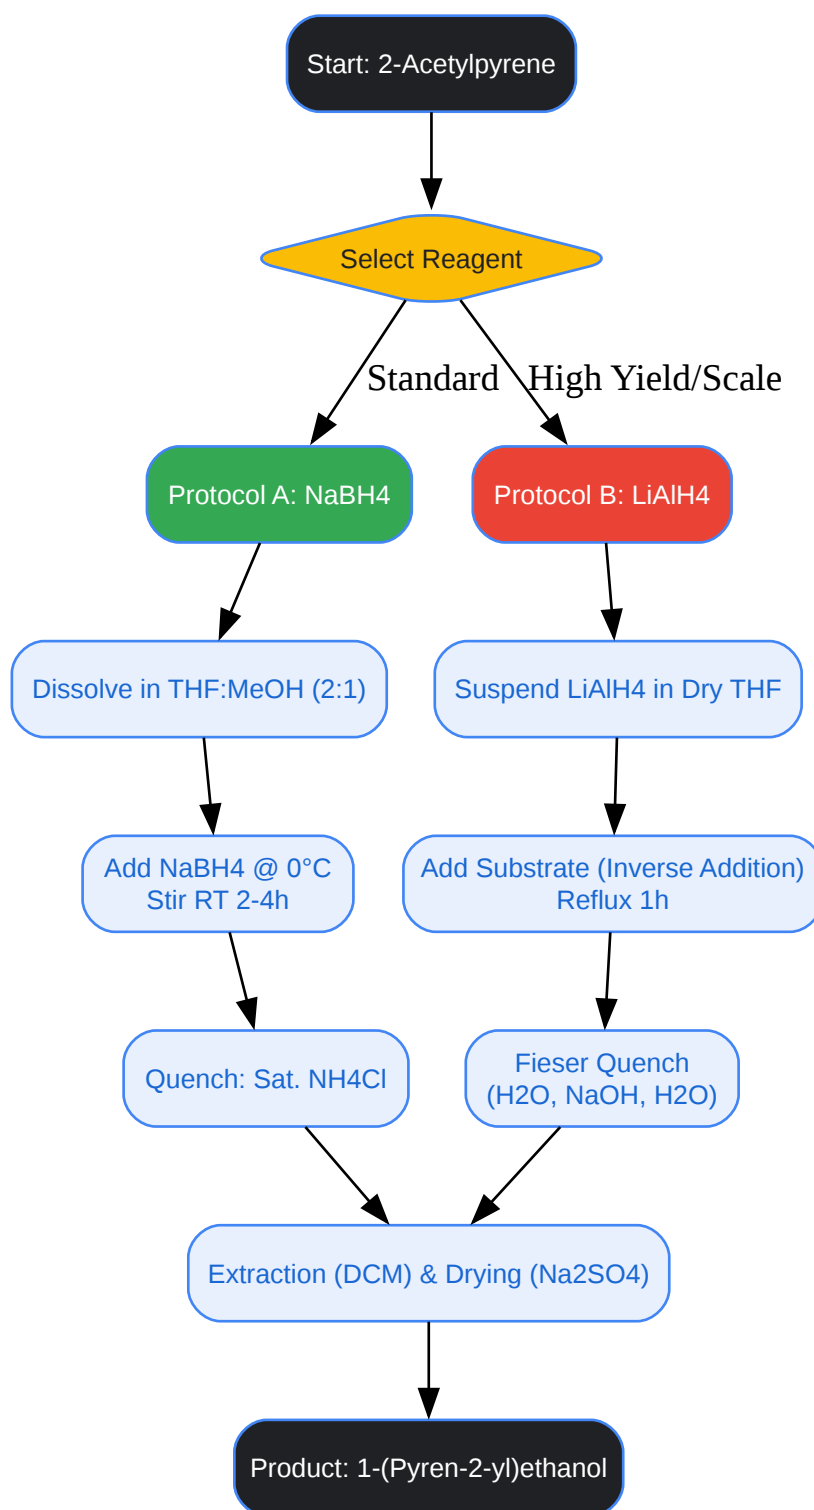 Start: 2-Acetylpyrene
Select Reagent
Standard
High Yield/Scale
Protocol A: NaBH4
Protocol B: LiAlH4
Dissolve in THF:MeOH (2:1)
Suspend LiAlH4 in Dry THF
Add NaBH4 @ 0°C
Stir RT 2-4h
Add Substrate (Inverse Addition)
Reflux 1h
Quench: Sat. NH4Cl
Fieser Quench
(H2O, NaOH, H2O)
Extraction (DCM) & Drying (Na2SO4)
Product: 1-(Pyren-2-yl)ethanol